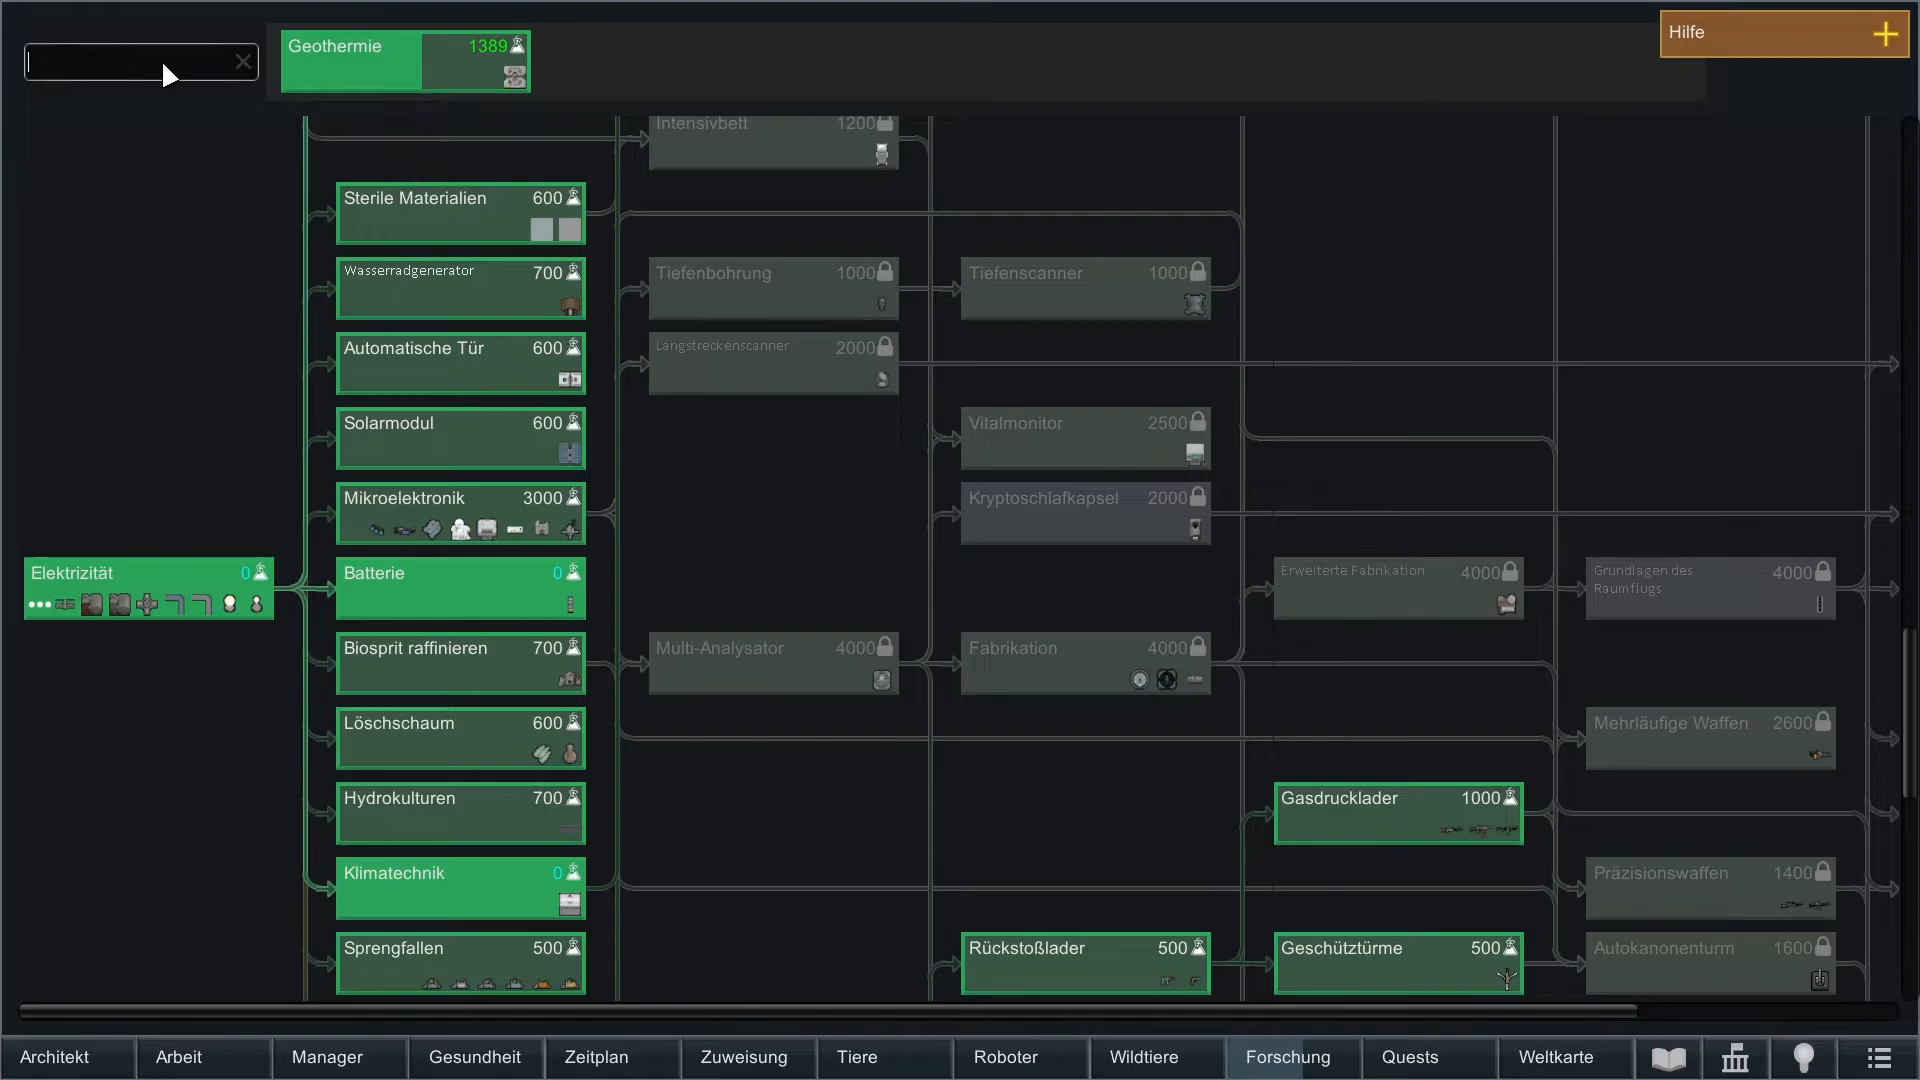 Geothermie 1389
Hilfe
Intensivbett 1200
Sterile Materialien 600
Wasserradgenerator 700
Tiefenbohrung 1000
Tiefenscanner 1000
Automatische Tür 600
Langstreckenscanner 2000
Solarmodul 600
Vitalmonitor 2500
Mikroelektronik 3000
Kryptoschlafkapsel 2000
Elektrizität 0
Batterie 0
Erweiterte Fabrikation 4000
Grundlagen des 4000
Raumflugs
Biosprit raffinieren 700
Multi-Analysator 4000
Fabrikation 4000
Löschschaum 600
Mehrläufige Waffen 2600
Hydrokulturen 700
Gasdrucklader 1000
Klimatechnik 0
Präzisionswaffen 1400
Sprengfallen 500
Rückstoßlader 500
Geschütztürme 500
Autokanonenturm 1600
Architekt Arbeit Manager Gesundheit Zeitplan Zuweisung Tiere Roboter Wildtiere Forschung Quests Weltkarte